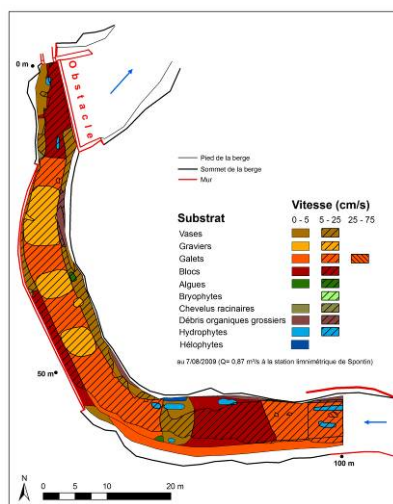 0 m
Obstacle
Pied de la berge
Sommet de la berge
Mur
Substrat Vitesse (cm/s)
0 - 5 5 - 25 25 - 75
Vases
Graviers
Galets
Blocs
Algues
Bryophytes
Chevelus racinaires
Débris organiques grossiers
Hydrophytes
Hélophytes
au 7/08/2009 (Q= 0.87 m³/s à la station limnimétrique de Spontin)
50 m
100 m
N
0 5 10 20 m